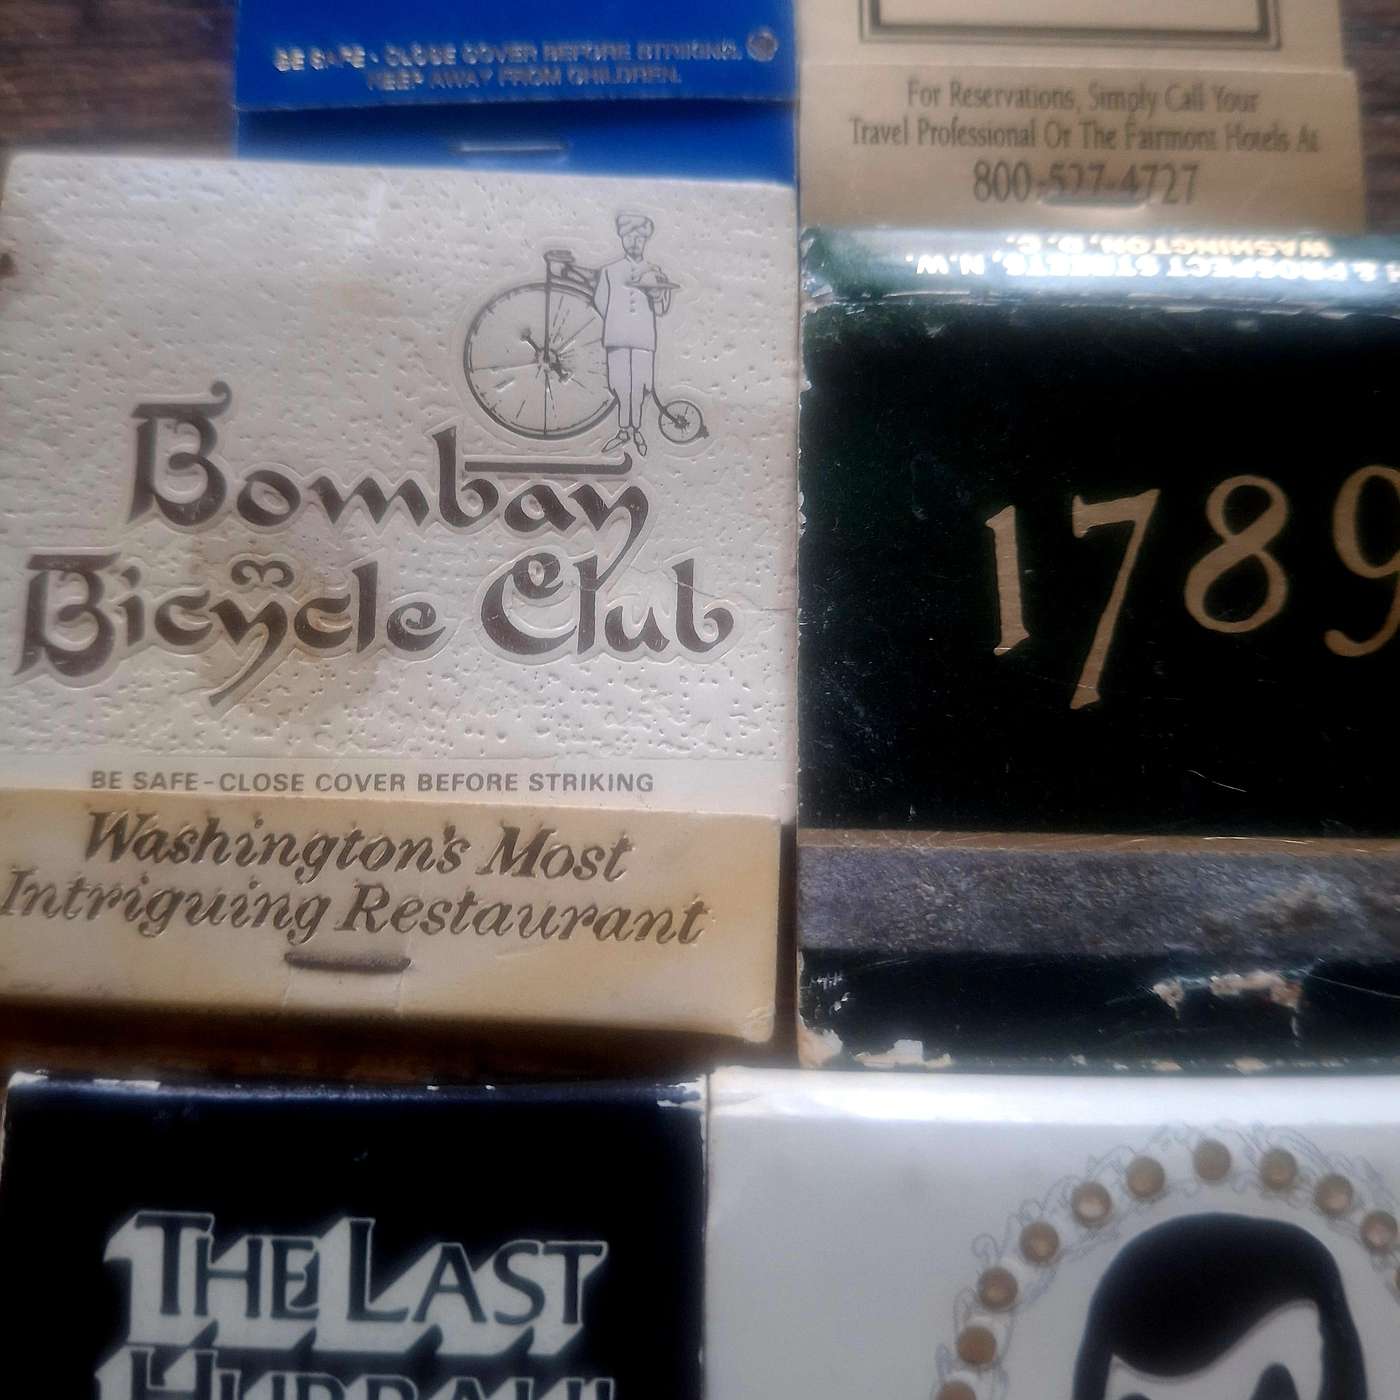 BE SAFE - CLOSE COVER BEFORE STRIKING.
KEEP AWAY FROM CHILDREN.
For Reservations, Simply Call Your
Travel Professional Or The Fairmont Hotels At
800-527-4727
& PROSPECT STREETS, N.W.
WASHINGTON, D.C.
Bombay
Bicycle Club
BE SAFE-CLOSE COVER BEFORE STRIKING
Washington's Most
Intriguing Restaurant
1789
THE LAST
HURRAH!